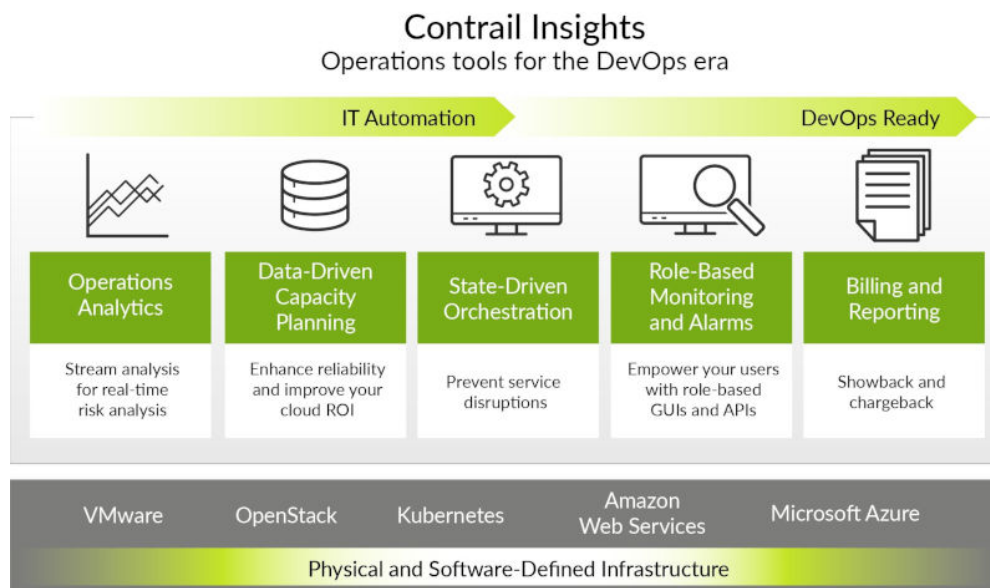 Contrail Insights
Operations tools for the DevOps era
IT Automation
DevOps Ready
Operations
Analytics
Stream analysis
for real-time
risk analysis
Data-Driven
Capacity
Planning
Enhance reliability
and improve your
cloud ROI
State-Driven
Orchestration
Prevent service
disruptions
Role-Based
Monitoring
and Alarms
Empower your users
with role-based
GUIs and APIs
Billing and
Reporting
Showback and
chargeback
VMware
OpenStack
Kubernetes
Amazon
Web Services
Microsoft Azure
Physical and Software-Defined Infrastructure